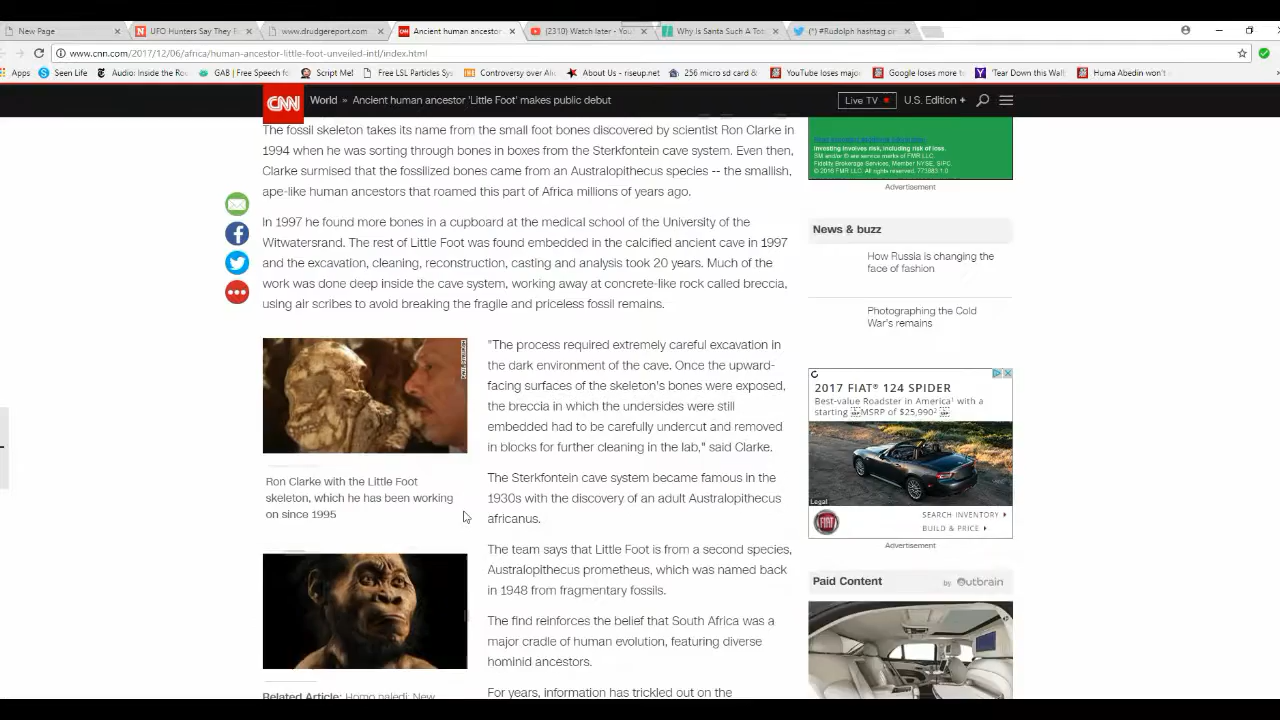 New Page
UFO Hunters Say They F
www.drudgereport.com
Ancient human ancestor
(2310) Watch later - You
Why Is Santa Such A Tot
(*) #Rudolph hashtag on
www.cnn.com/2017/12/06/africa/human-ancestor-little-foot-unveiled-intl/index.html
Apps
Seen Life
Audio: Inside the Ro
GAB ( Free Speech fo
Script Me!
Free LSL Particles Sys
Controversy over Ali
About Us - riseup.net
256 micro sd card &
YouTube loses major
Google loses more to
'Tear Down this Wall
Huma Abedin won't
CNN
World » Ancient human ancestor 'Little Foot' makes public debut
Live TV
U.S. Edition +
The fossil skeleton takes its name from the small foot bones discovered by scientist Ron Clarke in
1994 when he was sorting through bones in boxes from the Sterkfontein cave system. Even then,
Clarke surmised that the fossilized bones came from an Australopithecus species -- the smallish,
ape-like human ancestors that roamed this part of Africa millions of years ago.
In 1997 he found more bones in a cupboard at the medical school of the University of the
Witwatersrand. The rest of Little Foot was found embedded in the calcified ancient cave in 1997
and the excavation, cleaning, reconstruction, casting and analysis took 20 years. Much of the
work was done deep inside the cave system, working away at concrete-like rock called breccia,
using air scribes to avoid breaking the fragile and priceless fossil remains.
"The process required extremely careful excavation in
the dark environment of the cave. Once the upward-
facing surfaces of the skeleton's bones were exposed,
the breccia in which the undersides were still
embedded had to be carefully undercut and removed
in blocks for further cleaning in the lab," said Clarke.
Ron Clarke with the Little Foot
skeleton, which he has been working
on since 1995
The Sterkfontein cave system became famous in the
1930s with the discovery of an adult Australopithecus
africanus.
The team says that Little Foot is from a second species,
Australopithecus prometheus, which was named back
in 1948 from fragmentary fossils.
The find reinforces the belief that South Africa was a
major cradle of human evolution, featuring diverse
hominid ancestors.
For years, information has trickled out on the
Related Article: Homo naledi: New
Investing involves risk, including risk of loss.
SM and/or ® are service marks of FMR LLC.
Fidelity Brokerage Services, Member NYSE, SIPC.
© 2016 FMR LLC. All rights reserved. 773983.1.0
Advertisement
News & buzz
How Russia is changing the
face of fashion
Photographing the Cold
War's remains
2017 FIAT® 124 SPIDER
Best-value Roadster in America¹ with a
starting MSRP of $25,990²
Legal
FIAT
SEARCH INVENTORY
BUILD & PRICE
Advertisement
Paid Content
by Outbrain